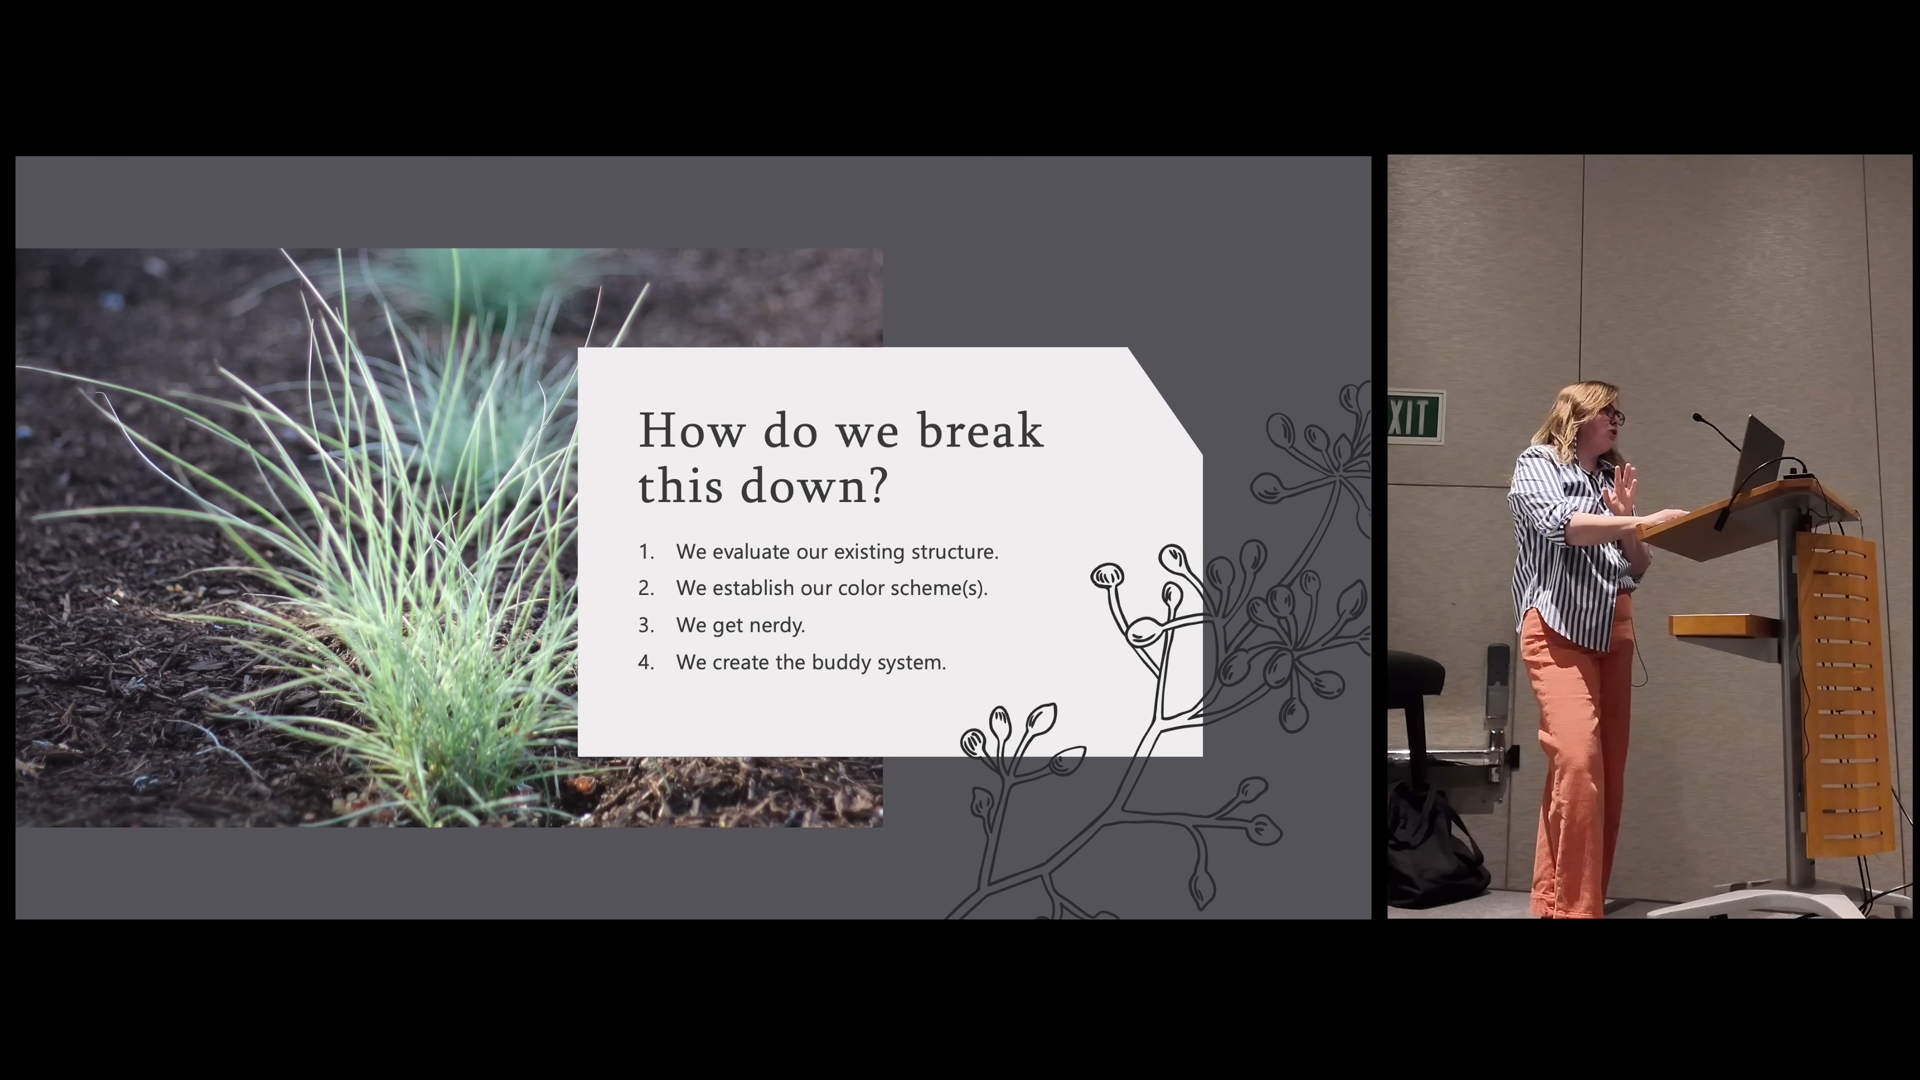 How do we break
this down?
1. We evaluate our existing structure.
2. We establish our color scheme(s).
3. We get nerdy.
4. We create the buddy system.
XIT